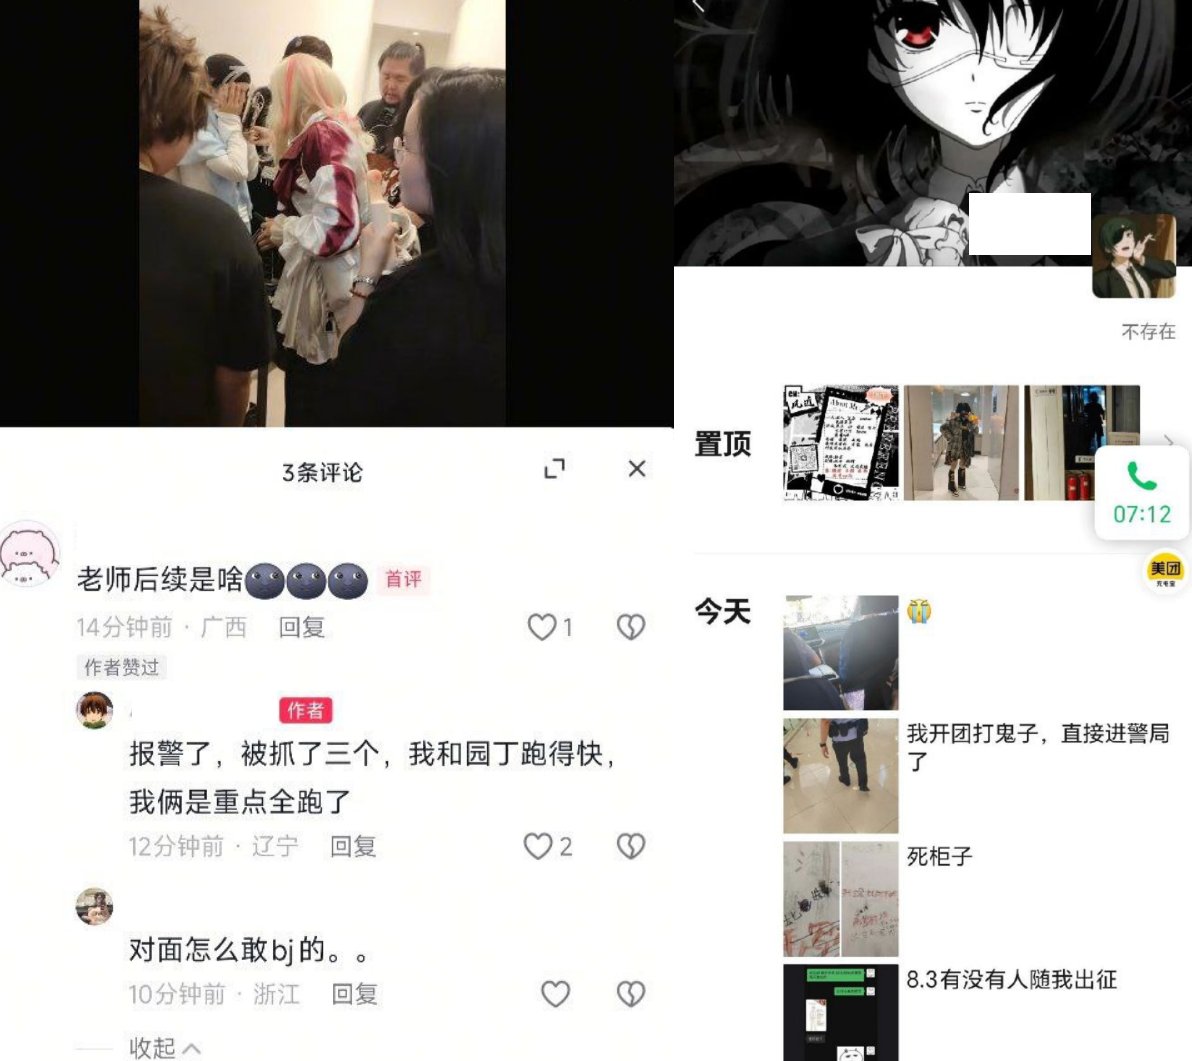 3条评论
老师后续是啥🌚🌚🌚 首评
14分钟前 · 广西 回复 1
作者赞过
作者
报警了，被抓了三个，我和园丁跑得快，
我俩是重点全跑了
12分钟前 · 辽宁 回复 2
对面怎么敢bj的。。
10分钟前 · 浙江 回复
收起
不存在
置顶
About Me
07:12
美团
充电宝
今天
😭
我开团打鬼子，直接进警局
了
死柜子
8.3有没有人随我出征